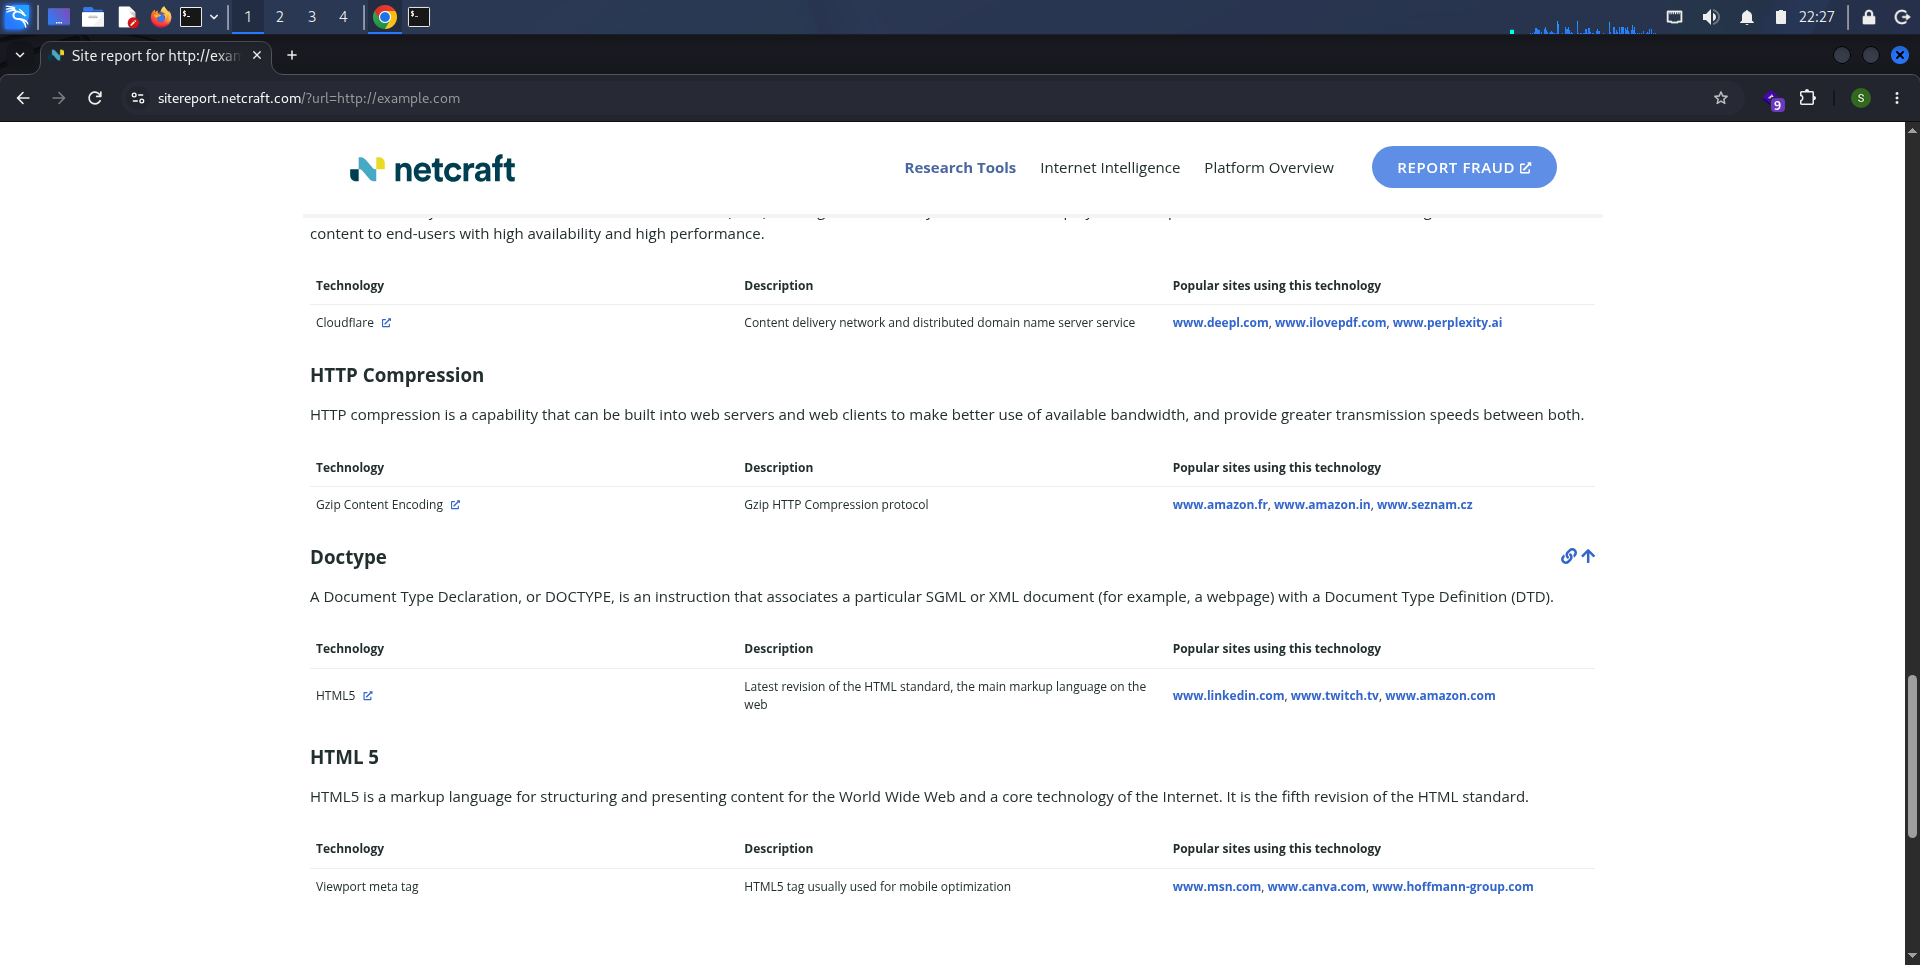 1 2 3 4 22:27
Site report for http://exam
sitereport.netcraft.com/?url=http://example.com 9 S
netcraft Research Tools Internet Intelligence Platform Overview REPORT FRAUD
content to end-users with high availability and high performance.
Technology Description Popular sites using this technology
Cloudflare Content delivery network and distributed domain name server service www.deepl.com, www.ilovepdf.com, www.perplexity.ai
HTTP Compression
HTTP compression is a capability that can be built into web servers and web clients to make better use of available bandwidth, and provide greater transmission speeds between both.
Technology Description Popular sites using this technology
Gzip Content Encoding Gzip HTTP Compression protocol www.amazon.fr, www.amazon.in, www.seznam.cz
Doctype
A Document Type Declaration, or DOCTYPE, is an instruction that associates a particular SGML or XML document (for example, a webpage) with a Document Type Definition (DTD).
Technology Description Popular sites using this technology
HTML5 Latest revision of the HTML standard, the main markup language on the
web www.linkedin.com, www.twitch.tv, www.amazon.com
HTML 5
HTML5 is a markup language for structuring and presenting content for the World Wide Web and a core technology of the Internet. It is the fifth revision of the HTML standard.
Technology Description Popular sites using this technology
Viewport meta tag HTML5 tag usually used for mobile optimization www.msn.com, www.canva.com, www.hoffmann-group.com